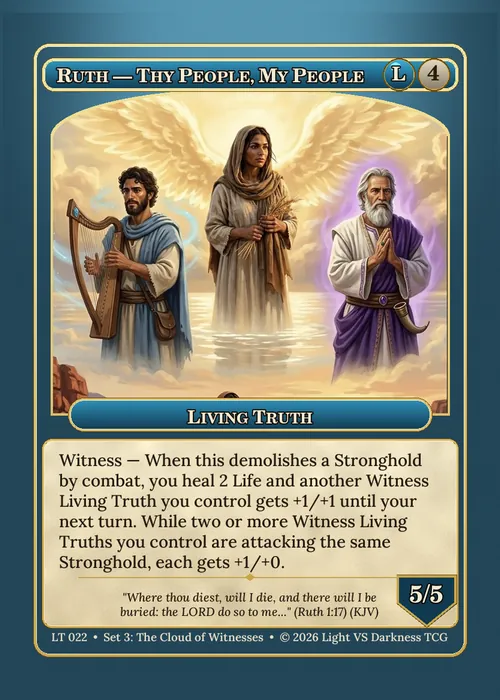 Ruth — Thy People, My People L 4
Living Truth
Witness — When this demolishes a Stronghold
by combat, you heal 2 Life and another Witness
Living Truth you control gets +1/+1 until your
next turn. While two or more Witness Living
Truths you control are attacking the same
Stronghold, each gets +1/+0.
"Where thou diest, will I die, and there will I be
buried: the LORD do so to me..." (Ruth 1:17) (KJV)
5/5
LT 022 • Set 3: The Cloud of Witnesses • © 2026 Light VS Darkness TCG